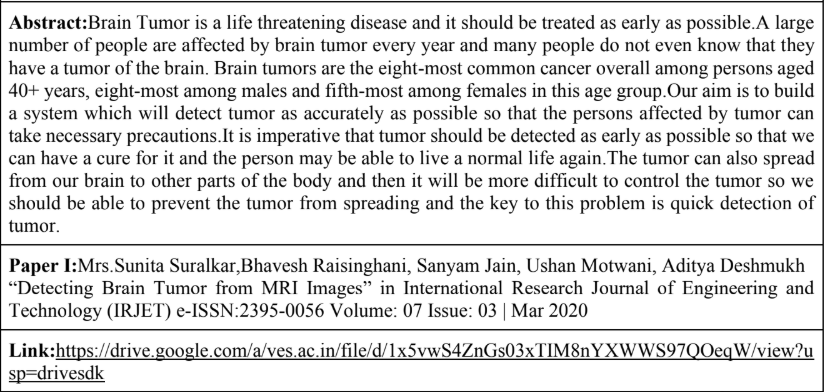 Abstract:Brain Tumor is a life threatening disease and it should be treated as early as possible.A large
number of people are affected by brain tumor every year and many people do not even know that they
have a tumor of the brain. Brain tumors are the eight-most common cancer overall among persons aged
40+ years, eight-most among males and fifth-most among females in this age group.Our aim is to build
a system which will detect tumor as accurately as possible so that the persons affected by tumor can
take necessary precautions.It is imperative that tumor should be detected as early as possible so that we
can have a cure for it and the person may be able to live a normal life again.The tumor can also spread
from our brain to other parts of the body and then it will be more difficult to control the tumor so we
should be able to prevent the tumor from spreading and the key to this problem is quick detection of
tumor.
Paper I:Mrs.Sunita Suralkar,Bhavesh Raisinghani, Sanyam Jain, Ushan Motwani, Aditya Deshmukh
“Detecting Brain Tumor from MRI Images” in International Research Journal of Engineering and
Technology (IRJET) e-ISSN:2395-0056 Volume: 07 Issue: 03 | Mar 2020
Link:https://drive.google.com/a/ves.ac.in/file/d/1x5vwS4ZnGs03xTIM8nYXWWS97QOeqW/view?u
sp=drivesdk